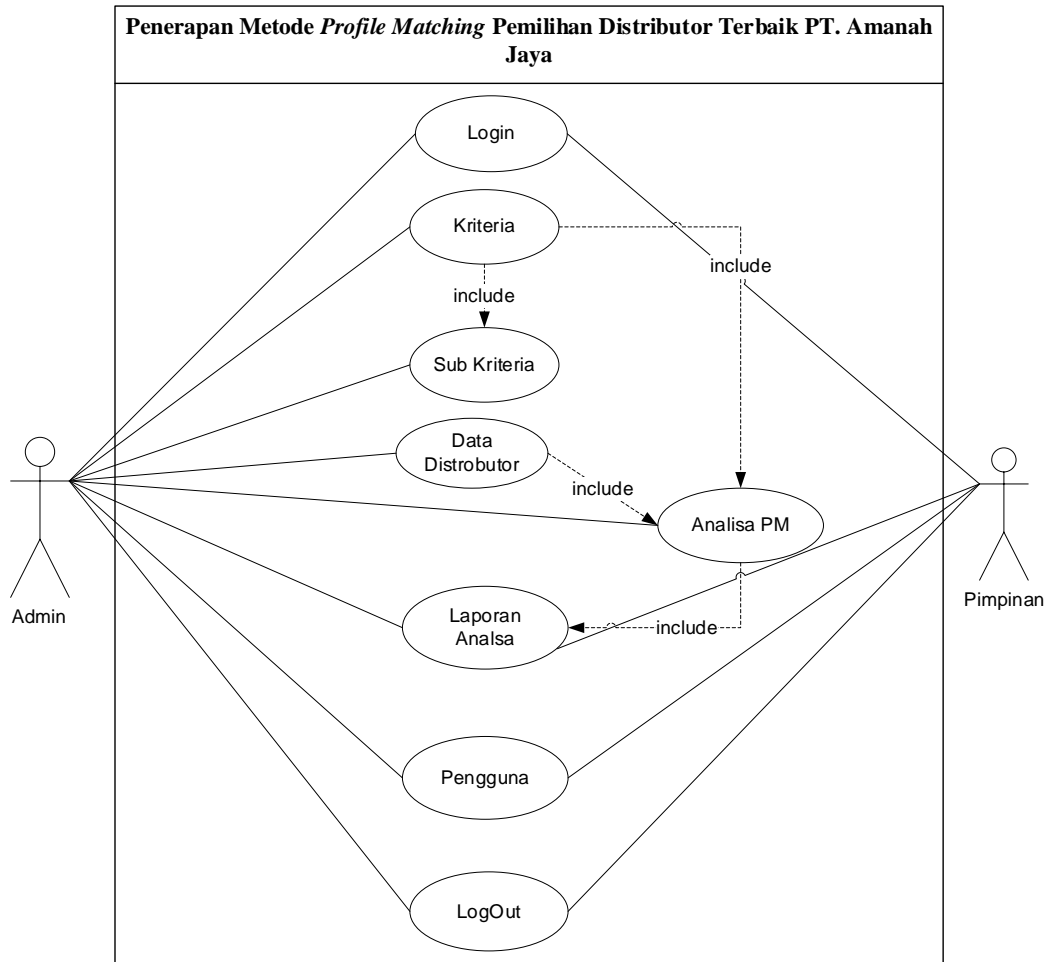 Penerapan Metode Profile Matching Pemilihan Distributor Terbaik PT. Amanah
Jaya
Login
Kriteria
include
include
Sub Kriteria
Data
Distrobutor
include
Analisa PM
Admin
Pimpinan
Laporan
Analsa
include
Pengguna
LogOut